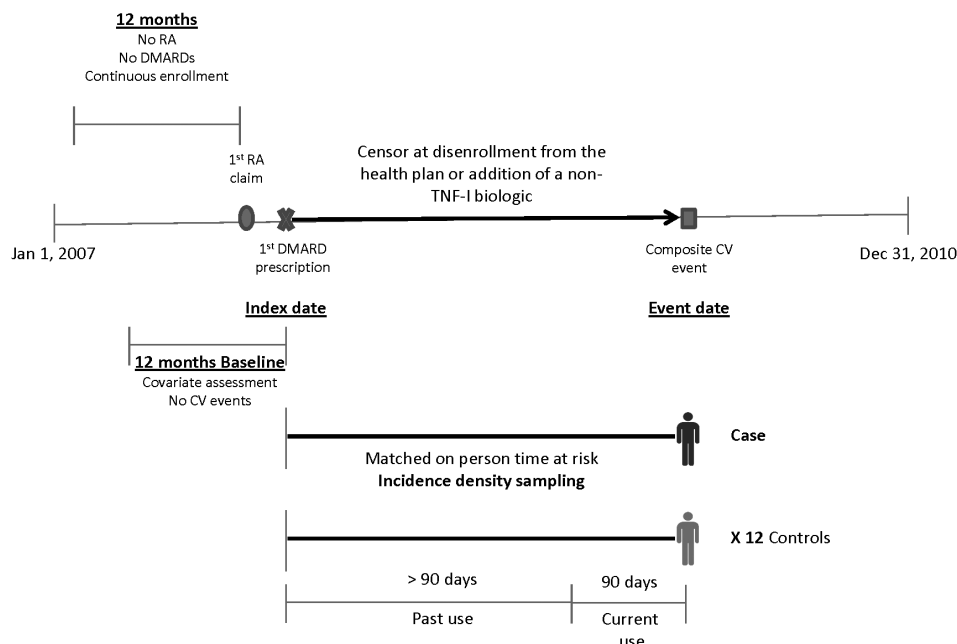 12 months
No RA
No DMARDs
Continuous enrollment
1st RA
claim
Censor at disenrollment from the
health plan or addition of a non-
TNF-I biologic
Jan 1, 2007
1st DMARD
prescription
Composite CV
event
Dec 31, 2010
Index date
Event date
12 months Baseline
Covariate assessment
No CV events
Case
Matched on person time at risk
Incidence density sampling
X 12 Controls
> 90 days
90 days
Past use
Current
use